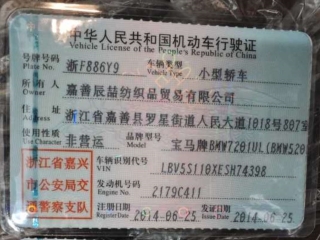 中华人民共和国机动车行驶证
Vehicle License of the People's Republic of China
号牌号码 浙F886Y9 车辆类型 小型轿车
Plate No. Vehicle Type
所有人 嘉善辰喆纺织品贸易有限公司
Owner
住址 浙江省嘉善县罗星街道人民大道1018号807室
Address
使用性质 非营运 品牌型号 宝马牌BMW7201UL(BMW520
Use Character Model
浙江省嘉兴 车辆识别代号 LBV5S110XESH74398
VIN
市公安局交 发动机号码 2179C411
Engine No.
警察支队 注册日期 2014-06-25 发证日期 2014-06-25
Register Date Issue Date